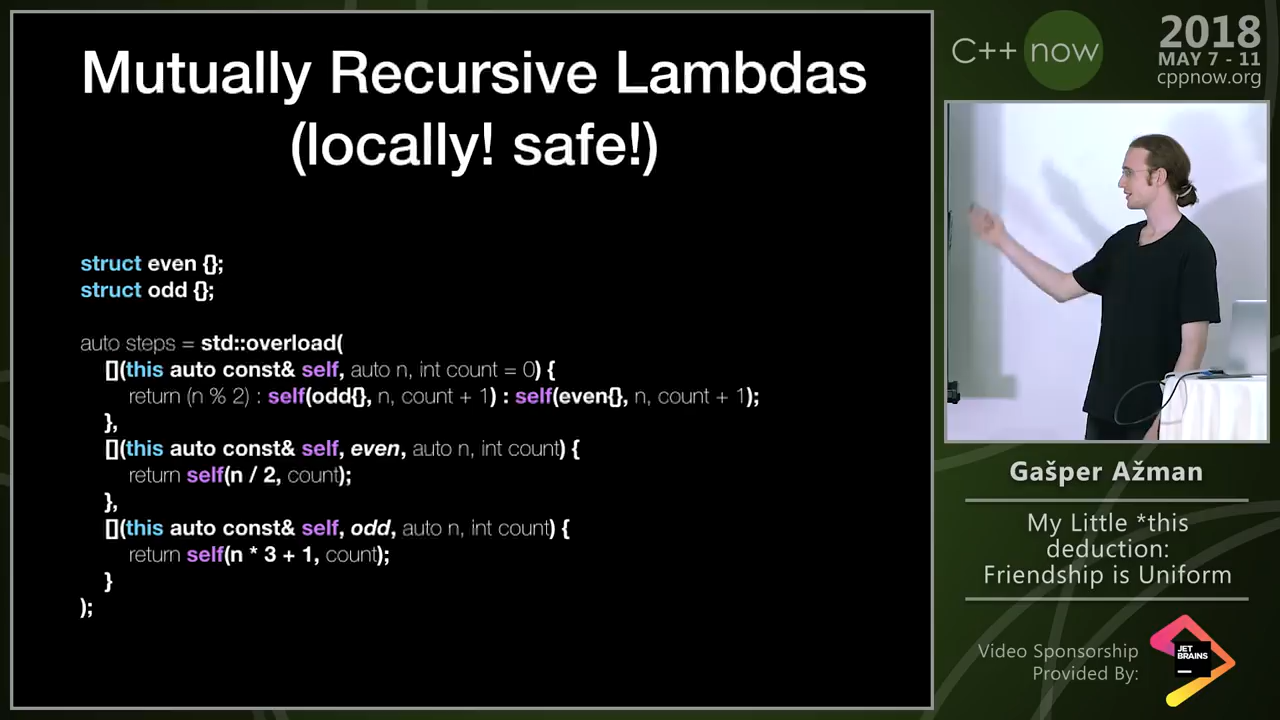 Mutually Recursive Lambdas
(locally! safe!)
struct even {};
struct odd {};
auto steps = std::overload(
[](this auto const& self, auto n, int count = 0) {
return (n % 2) : self(odd{}, n, count + 1) : self(even{}, n, count + 1);
},
[](this auto const& self, even, auto n, int count) {
return self(n / 2, count);
},
[](this auto const& self, odd, auto n, int count) {
return self(n * 3 + 1, count);
}
);
C++ now
2018
MAY 7 - 11
cppnow.org
Gašper Ažman
My Little *this
deduction:
Friendship is Uniform
Video Sponsorship
Provided By:
JET
BRAINS